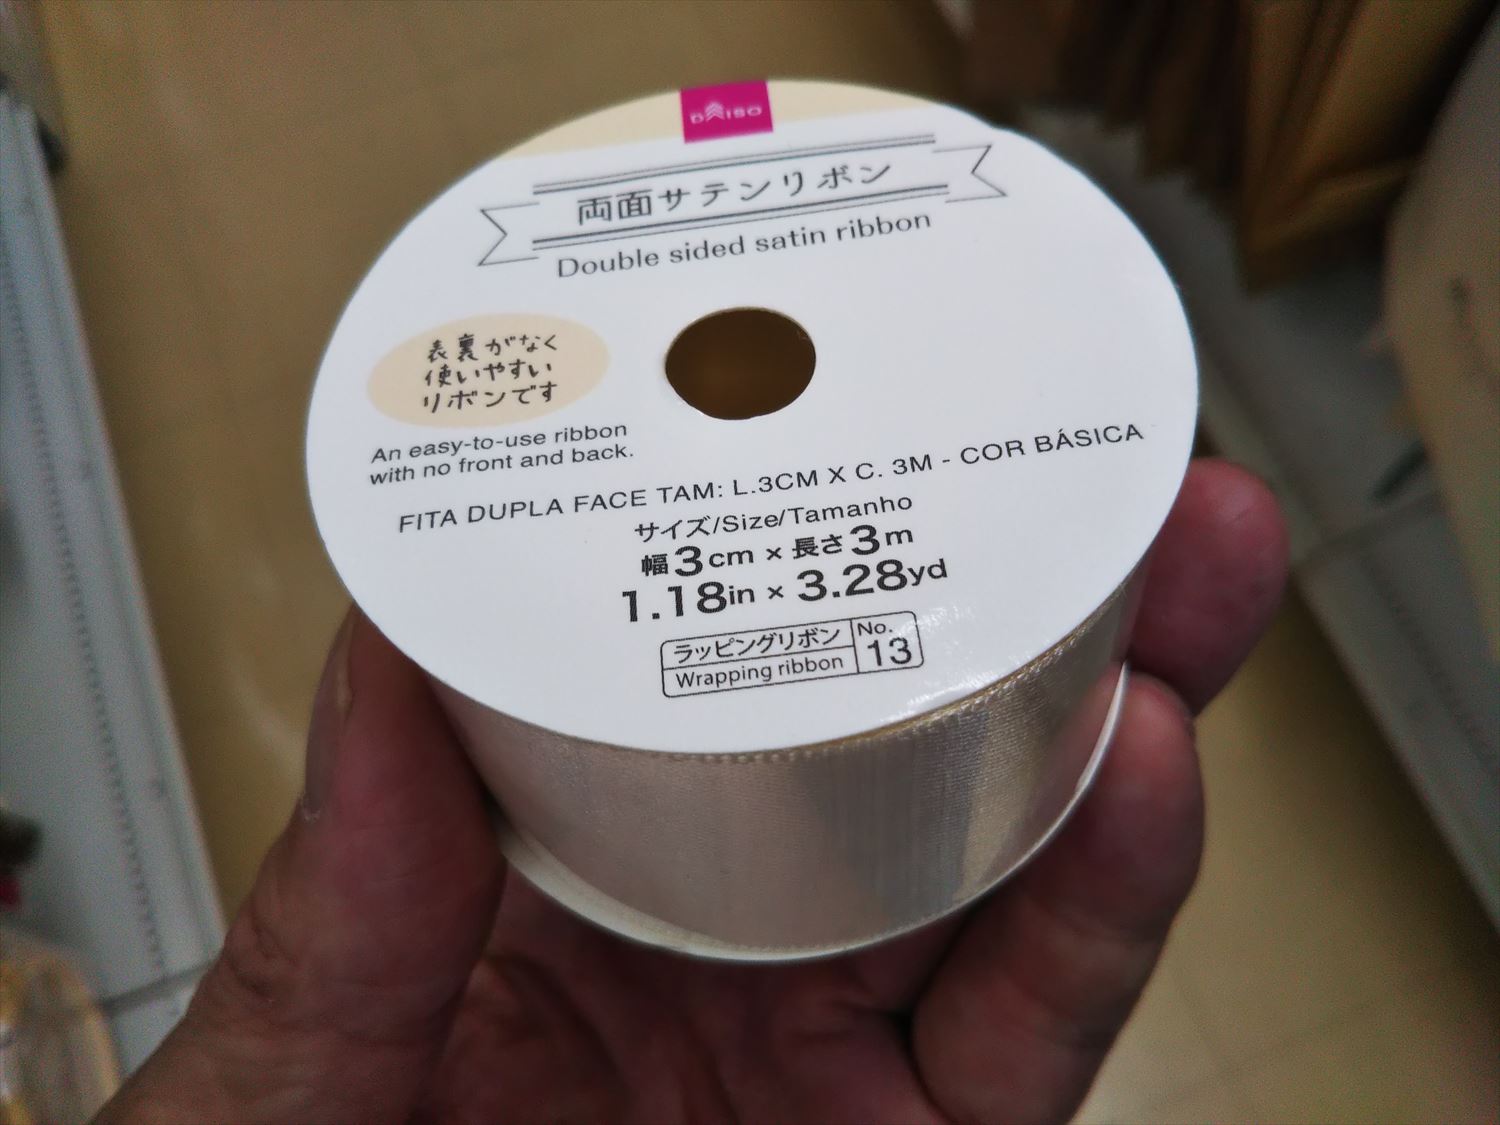 DAISO
両面サテンリボン
Double sided satin ribbon
表裏がなく
使いやすい
リボンです
An easy-to-use ribbon
with no front and back.
FITA DUPLA FACE TAM: L.3CM X C. 3M - COR BÁSICA
サイズ/Size/Tamanho
幅3cm × 長さ3m
1.18in × 3.28yd
ラッピングリボン
Wrapping ribbon
No.
13